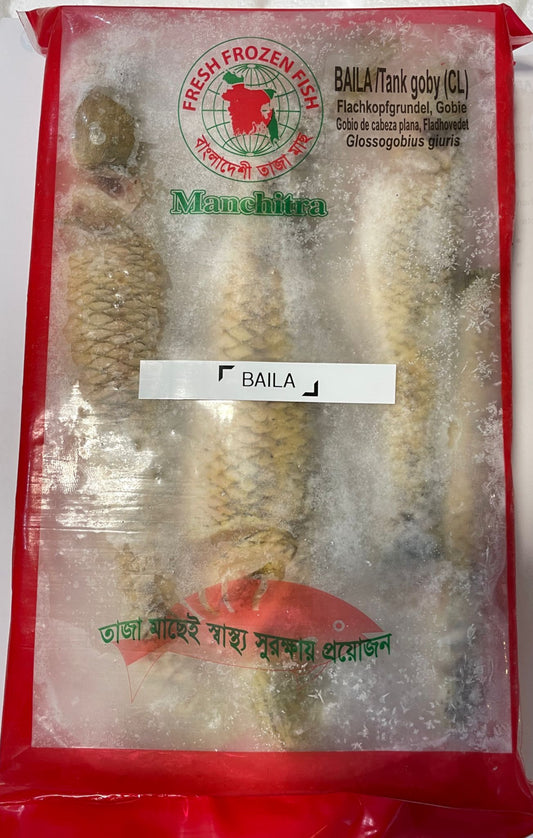 FRESH FROZEN FISH
বাংলাদেশী তাজা মাছ
Manchitra
BAILA /Tank goby (CL)
Flachkopfgrundel, Gobie
Gobio de cabeza plana, Fladhovedet
Glossogobius giuris
BAILA
তাজা মাছেই স্বাস্থ্য সুরক্ষায় প্রয়োজন